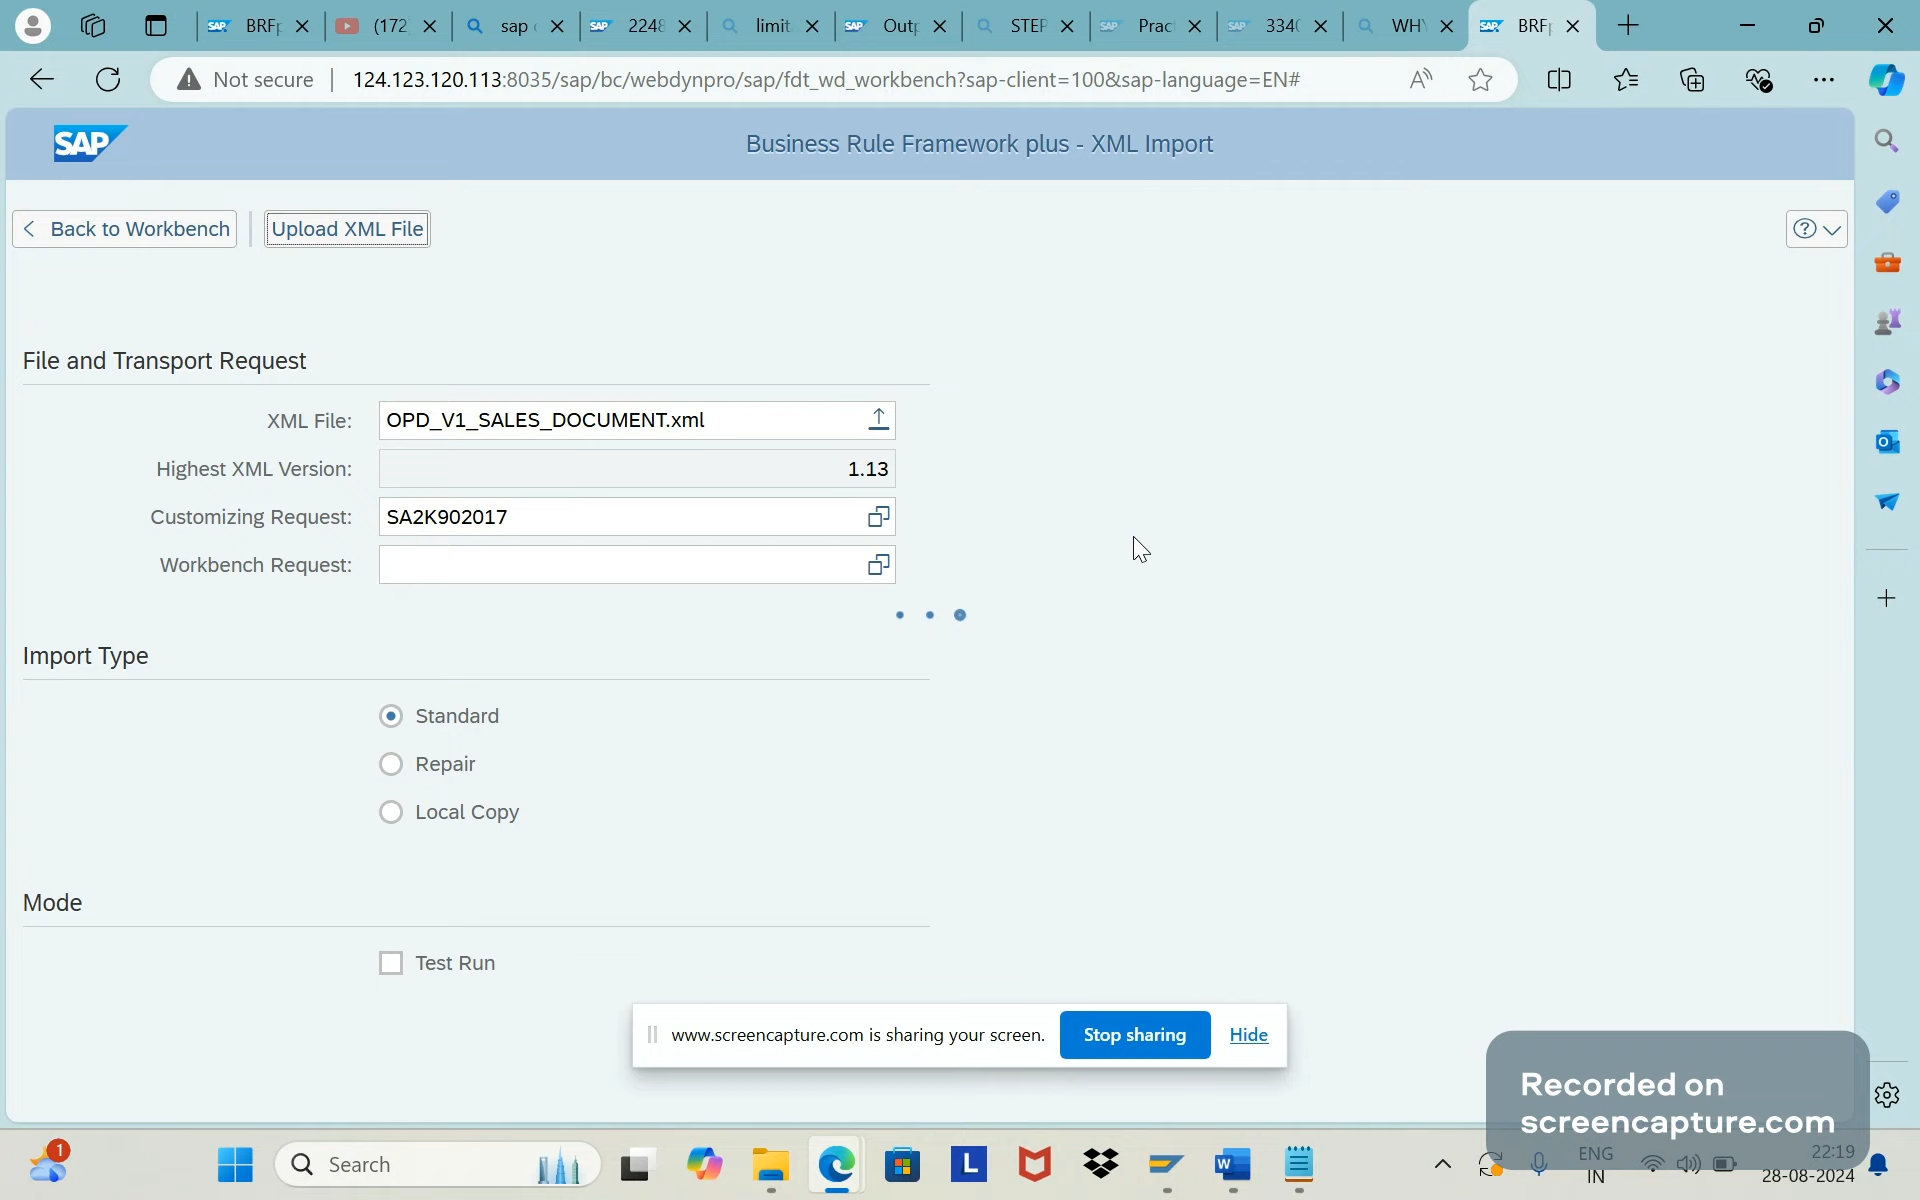 BRFp
(172
sap
2248
limit
Outp
STEP
Prac
334
WH
BRFp
Not secure
124.123.120.113:8035/sap/bc/webdynpro/sap/fdt_wd_workbench?sap-client=100&sap-language=EN#
SAP
Business Rule Framework plus - XML Import
Back to Workbench
Upload XML File
File and Transport Request
XML File: OPD_V1_SALES_DOCUMENT.xml
Highest XML Version: 1.13
Customizing Request: SA2K902017
Workbench Request:
Import Type
Standard
Repair
Local Copy
Mode
Test Run
www.screencapture.com is sharing your screen. Stop sharing Hide
Recorded on
screencapture.com
1
Search
ENG
IN
22:19
28-08-2024